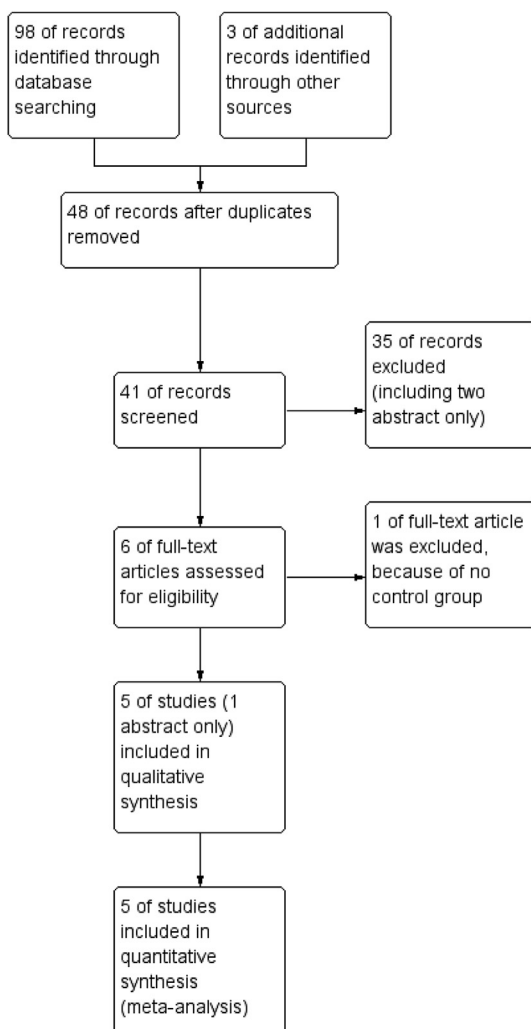 98 of records
identified through
database
searching
3 of additional
records identified
through other
sources
48 of records after duplicates
removed
41 of records
screened
35 of records
excluded
(including two
abstract only)
6 of full-text
articles assessed
for eligibility
1 of full-text article
was excluded,
because of no
control group
5 of studies (1
abstract only)
included in
qualitative
synthesis
5 of studies
included in
quantitative
synthesis
(meta-analysis)